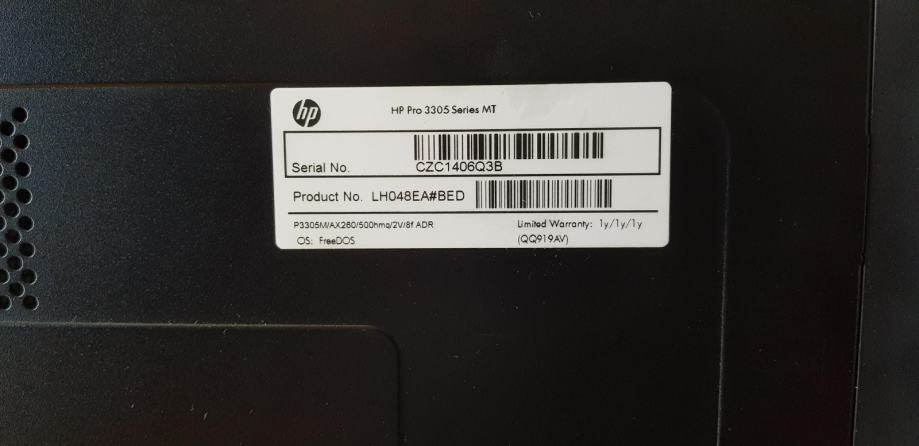 hp
HP Pro 3305 Series MT
Serial No.
CZC1406Q3B
Product No. LH048EA#BED
P3305M/AX260/500hmq/2V/8f ADR
Limited Warranty: 1y/1y/1y
OS: FreeDOS
(QQ919AV)